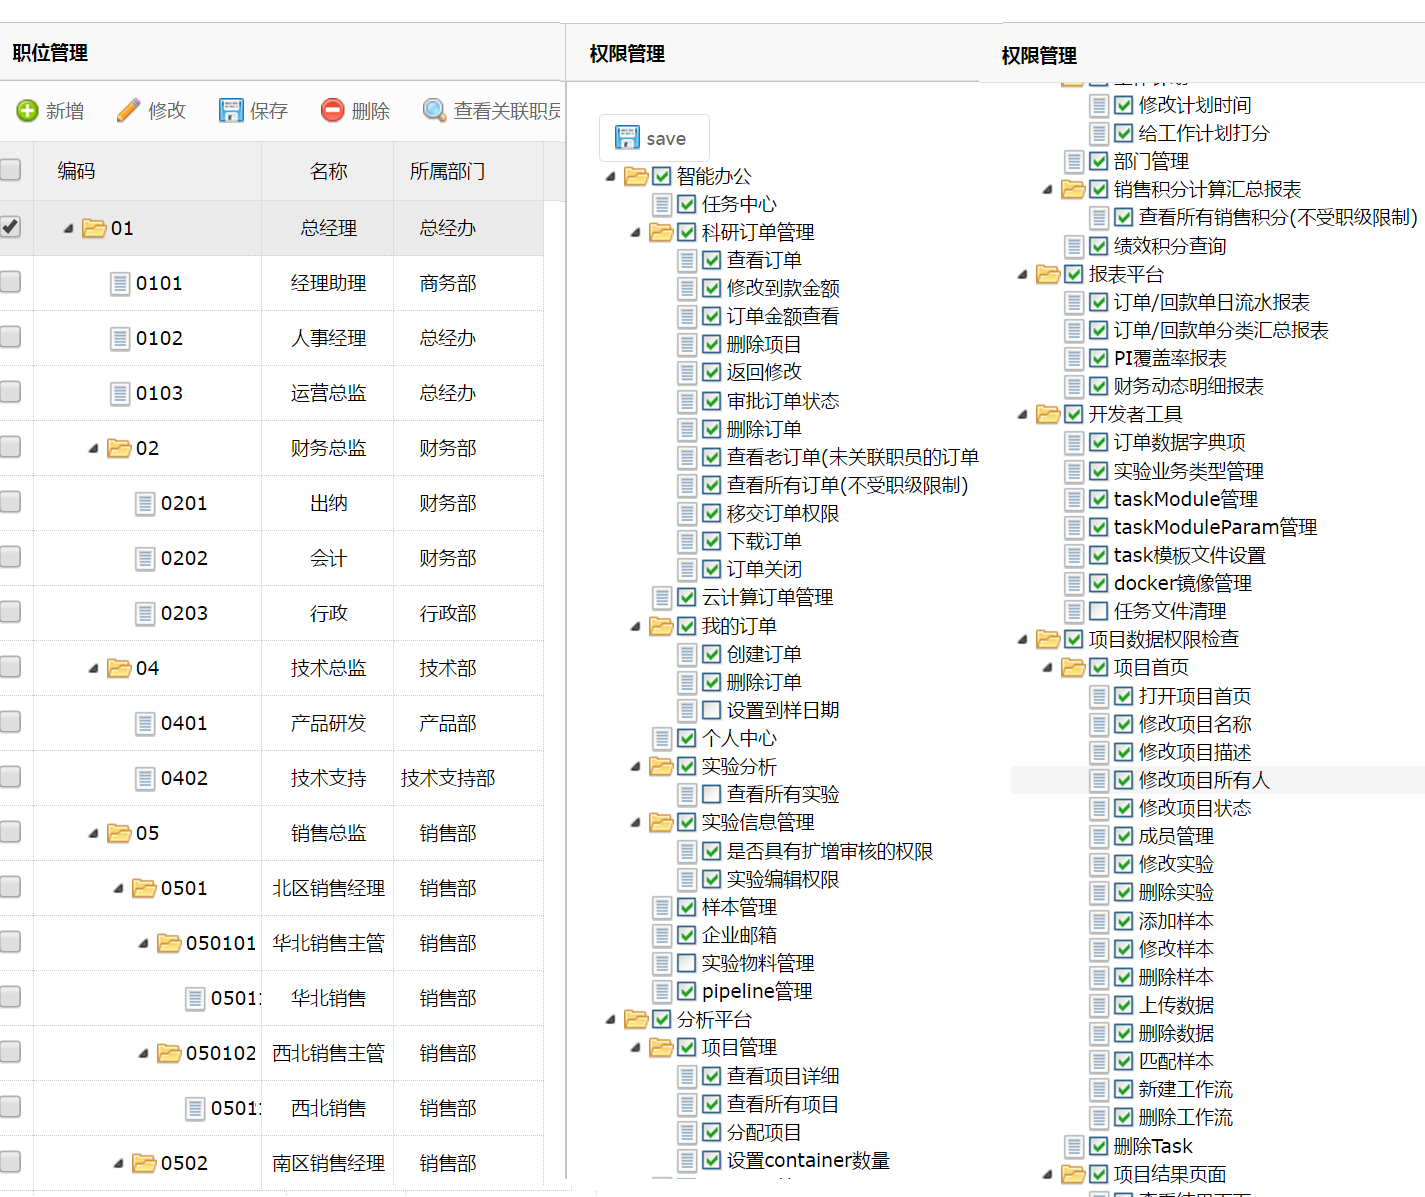 职位管理
新增
修改
保存
删除
查看关联职员
编码
名称
所属部门
01
总经理
总经办
0101
经理助理
商务部
0102
人事经理
总经办
0103
运营总监
总经办
02
财务总监
财务部
0201
出纳
财务部
0202
会计
财务部
0203
行政
行政部
04
技术总监
技术部
0401
产品研发
产品部
0402
技术支持
技术支持部
05
销售总监
销售部
0501
北区销售经理
销售部
050101
华北销售主管
销售部
0501
华北销售
销售部
050102
西北销售主管
销售部
0501
西北销售
销售部
0502
南区销售经理
销售部
权限管理
save
智能办公
任务中心
科研订单管理
查看订单
修改到款金额
订单金额查看
删除项目
返回修改
审批订单状态
删除订单
查看老订单(未关联职员的订单
查看所有订单(不受职级限制)
移交订单权限
下载订单
订单关闭
云计算订单管理
我的订单
创建订单
删除订单
设置到样日期
个人中心
实验分析
查看所有实验
实验信息管理
是否具有扩增审核的权限
实验编辑权限
样本管理
企业邮箱
实验物料管理
pipeline管理
分析平台
项目管理
查看项目详细
查看所有项目
分配项目
设置container数量
权限管理
修改计划时间
给工作计划打分
部门管理
销售积分计算汇总报表
查看所有销售积分(不受职级限制)
绩效积分查询
报表平台
订单/回款单日流水报表
订单/回款单分类汇总报表
PI覆盖率报表
财务动态明细报表
开发者工具
订单数据字典项
实验业务类型管理
taskModule管理
taskModuleParam管理
task模板文件设置
docker镜像管理
任务文件清理
项目数据权限检查
项目首页
打开项目首页
修改项目名称
修改项目描述
修改项目所有人
修改项目状态
成员管理
修改实验
删除实验
添加样本
修改样本
删除样本
上传数据
删除数据
匹配样本
新建工作流
删除工作流
删除Task
项目结果页面